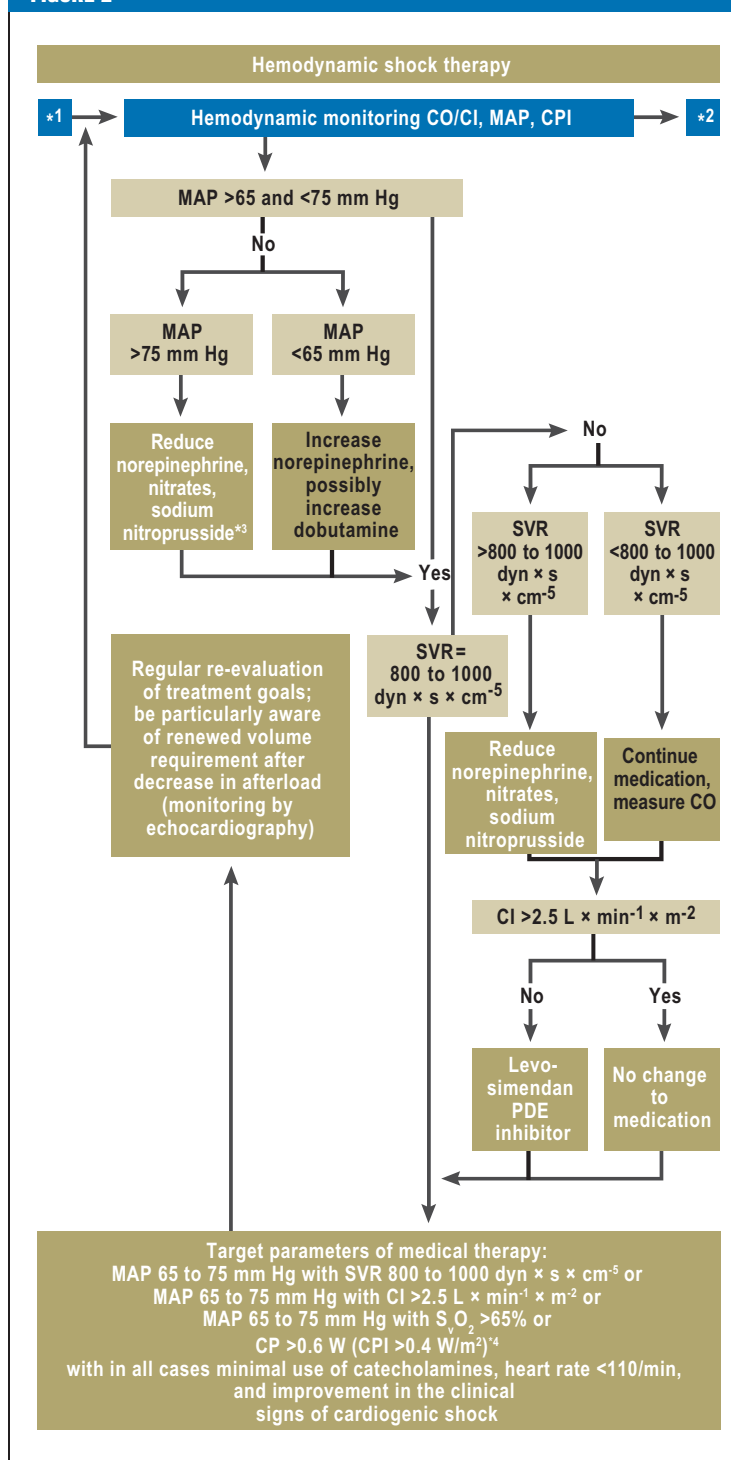 Hemodynamic shock therapy
*1
Hemodynamic monitoring CO/CI, MAP, CPI
*2
MAP >65 and <75 mm Hg
No
MAP
>75 mm Hg
MAP
<65 mm Hg
Reduce
norepinephrine,
nitrates,
sodium
nitroprusside*3
Increase
norepinephrine,
possibly
increase
dobutamine
Yes
No
SVR
>800 to 1000
dyn × s
× cm-5
SVR
<800 to 1000
dyn × s
× cm-5
SVR=
800 to 1000
dyn × s × cm-5
Regular re-evaluation
of treatment goals;
be particularly aware
of renewed volume
requirement after
decrease in afterload
(monitoring by
echocardiography)
Reduce
norepinephrine,
nitrates,
sodium
nitroprusside
Continue
medication,
measure CO
CI >2.5 L × min-1 × m-2
No
Yes
Levo-
simendan
PDE
inhibitor
No change
to
medication
Target parameters of medical therapy:
MAP 65 to 75 mm Hg with SVR 800 to 1000 dyn × s × cm-5 or
MAP 65 to 75 mm Hg with CI >2.5 L × min-1 × m-2 or
MAP 65 to 75 mm Hg with SvO2 >65% or
CP >0.6 W (CPI >0.4 W/m2)*4
with in all cases minimal use of catecholamines, heart rate <110/min,
and improvement in the clinical
signs of cardiogenic shock